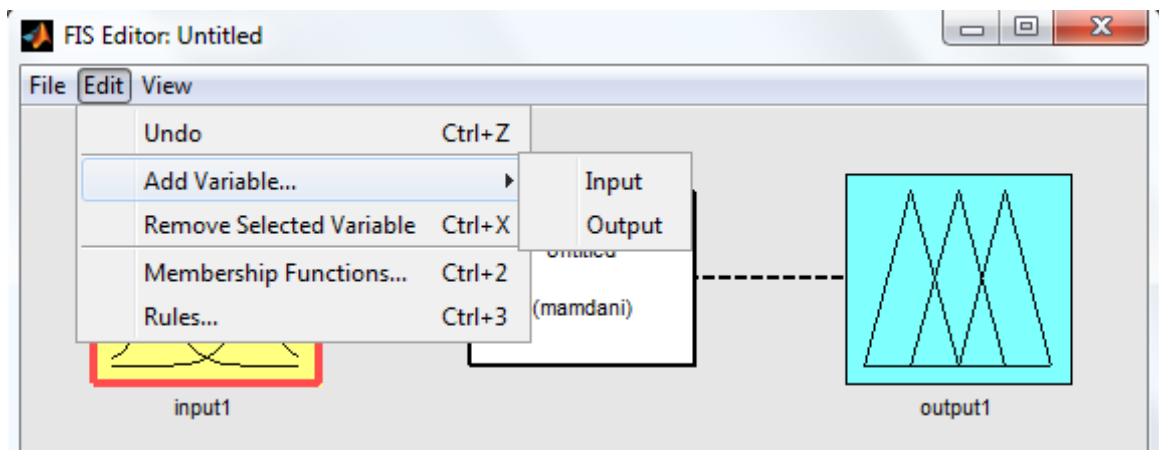 FIS Editor: Untitled
File Edit View
Undo Ctrl+Z
Add Variable... Input
Remove Selected Variable Ctrl+X Output
Untitled
Membership Functions... Ctrl+2
(mamdani)
Rules... Ctrl+3
input1 output1